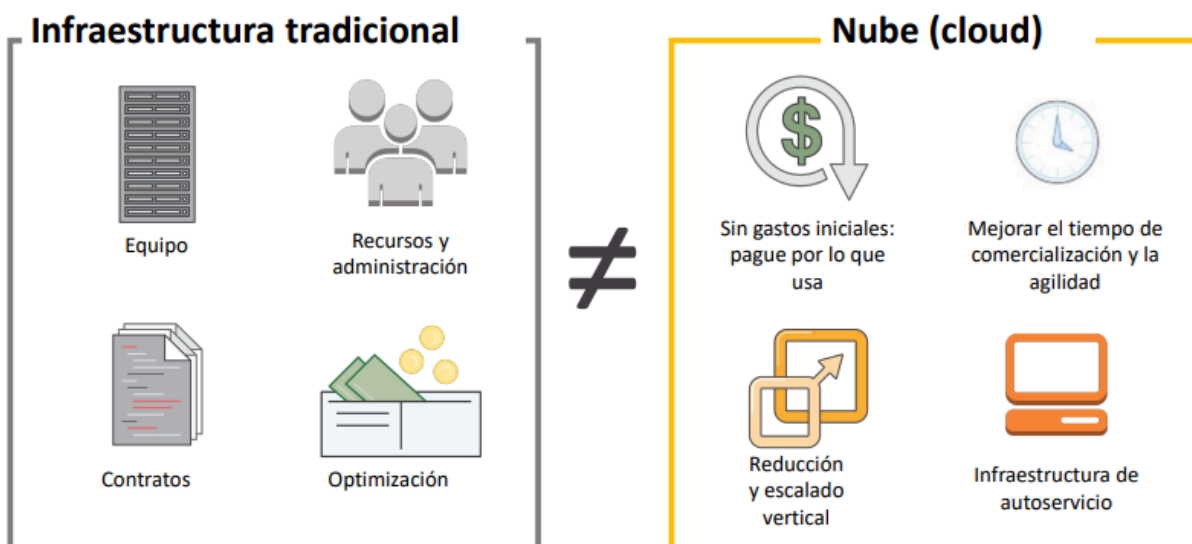 Infraestructura tradicional
Equipo
Recursos y
administración
Contratos
Optimización
≠
Nube (cloud)
$
Sin gastos iniciales:
pague por lo que
usa
Mejorar el tiempo de
comercialización y la
agilidad
Reducción
y escalado
vertical
Infraestructura de
autoservicio